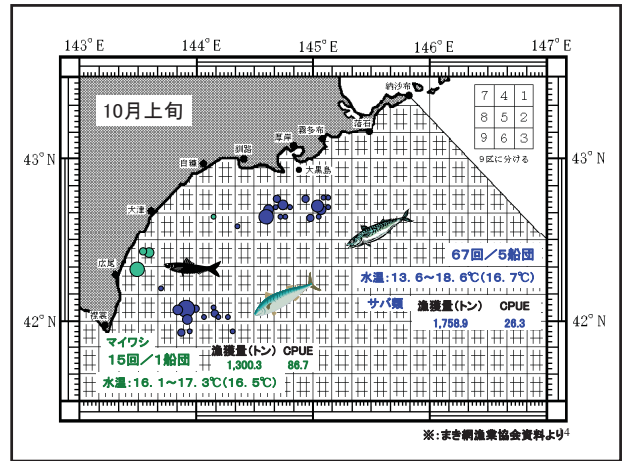 143°E 144°E 145°E 146°E 147°E
10月上旬
納沙布
落石
霧多布
厚岸
大黒島
釧路
白糠
大津
広尾
襟裳
7 4 1
8 5 2
9 6 3
9区に分ける
43°N 43°N
42°N 42°N
67回/5船団
水温:13.6~18.6℃(16.7℃)
サバ類 漁獲量(トン) CPUE
1,758.9 26.3
マイワシ
15回/1船団
漁獲量(トン) CPUE
1,300.3 86.7
水温:16.1~17.3℃(16.5℃)
※:まき網漁業協会資料より4